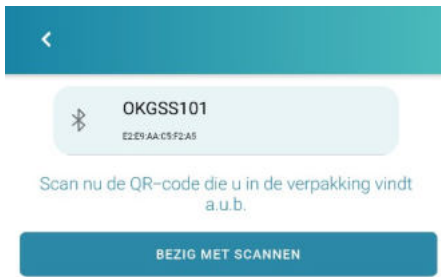 OKGSS101
E2:E9:AA:C5:F2:A5
Scan nu de QR-code die u in de verpakking vindt
a.u.b.
BEZIG MET SCANNEN